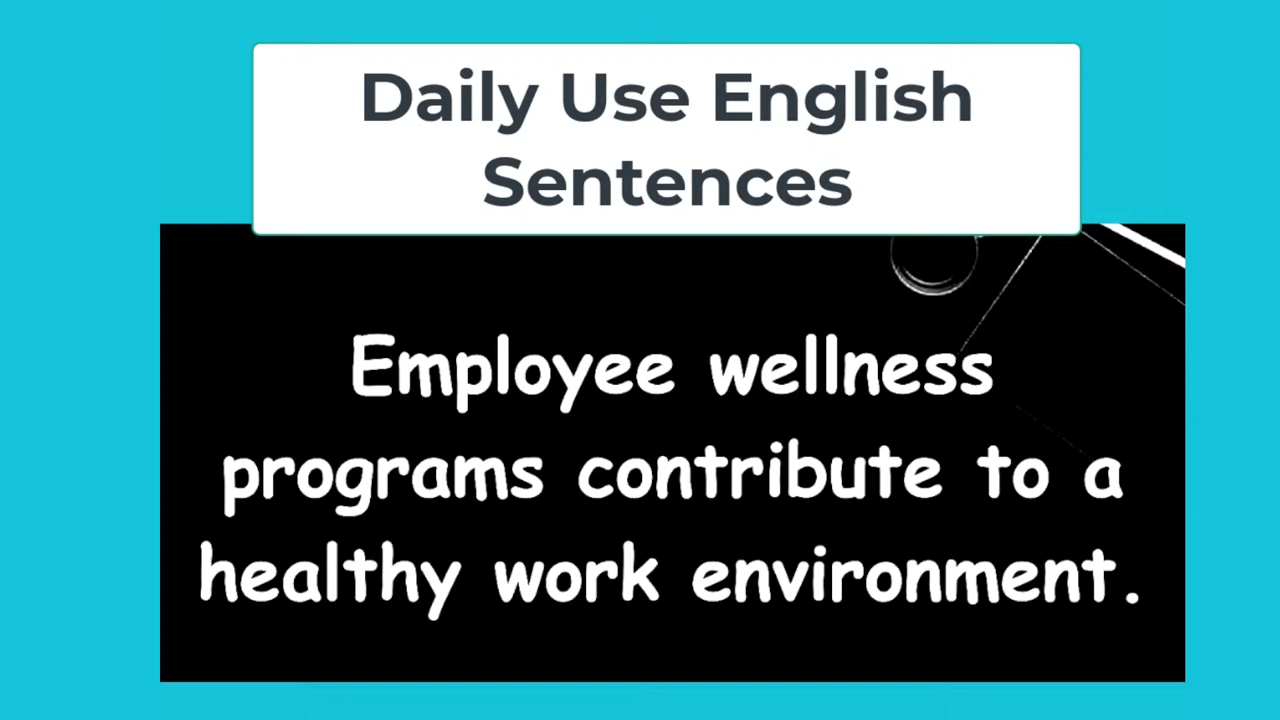 Daily Use English
Sentences
Employee wellness
programs contribute to a
healthy work environment.